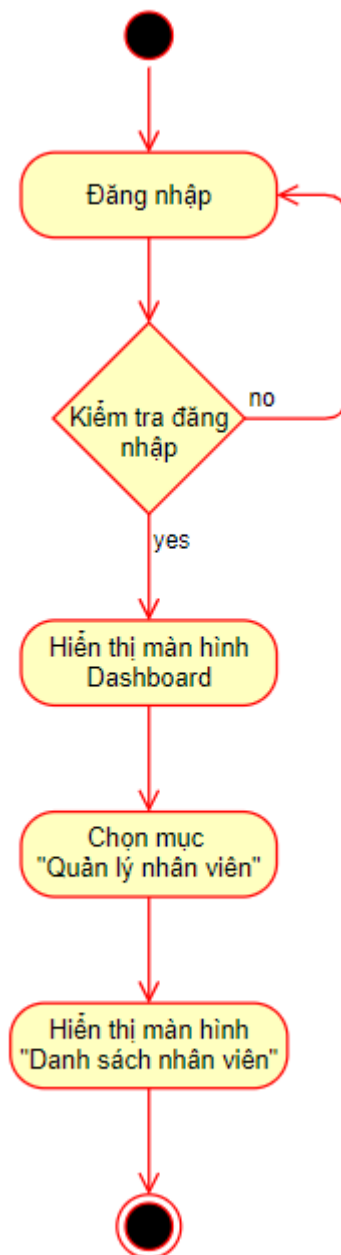 Đăng nhập
Kiểm tra đăng
nhập
no
yes
Hiển thị màn hình
Dashboard
Chọn mục
"Quản lý nhân viên"
Hiển thị màn hình
"Danh sách nhân viên"